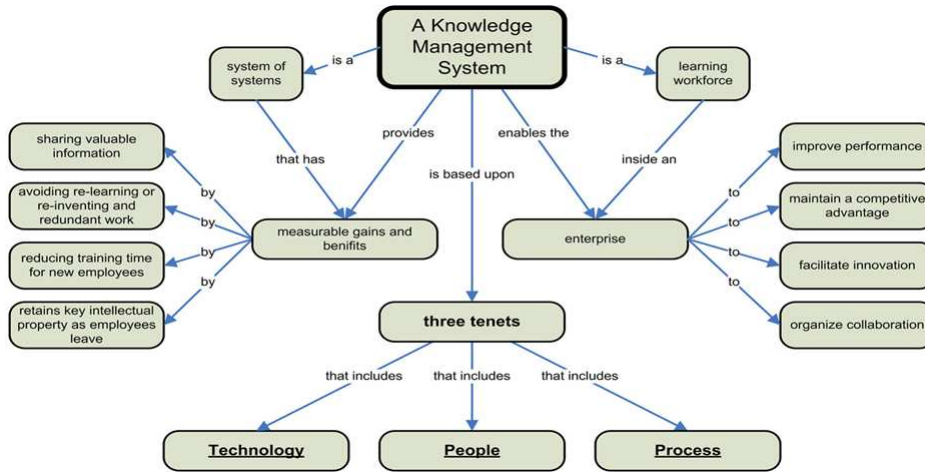 A Knowledge
Management
System
is a
is a
system of
systems
learning
workforce
provides
enables the
that has
inside an
is based upon
sharing valuable
information
avoiding re-learning or
re-inventing and
redundant work
reducing training time
for new employees
retains key intellectual
property as employees
leave
by
by
by
by
measurable gains and
benifits
enterprise
to
to
to
to
improve performance
maintain a competitive
advantage
facilitate innovation
organize collaboration
three tenets
that includes
that includes
that includes
Technology
People
Process